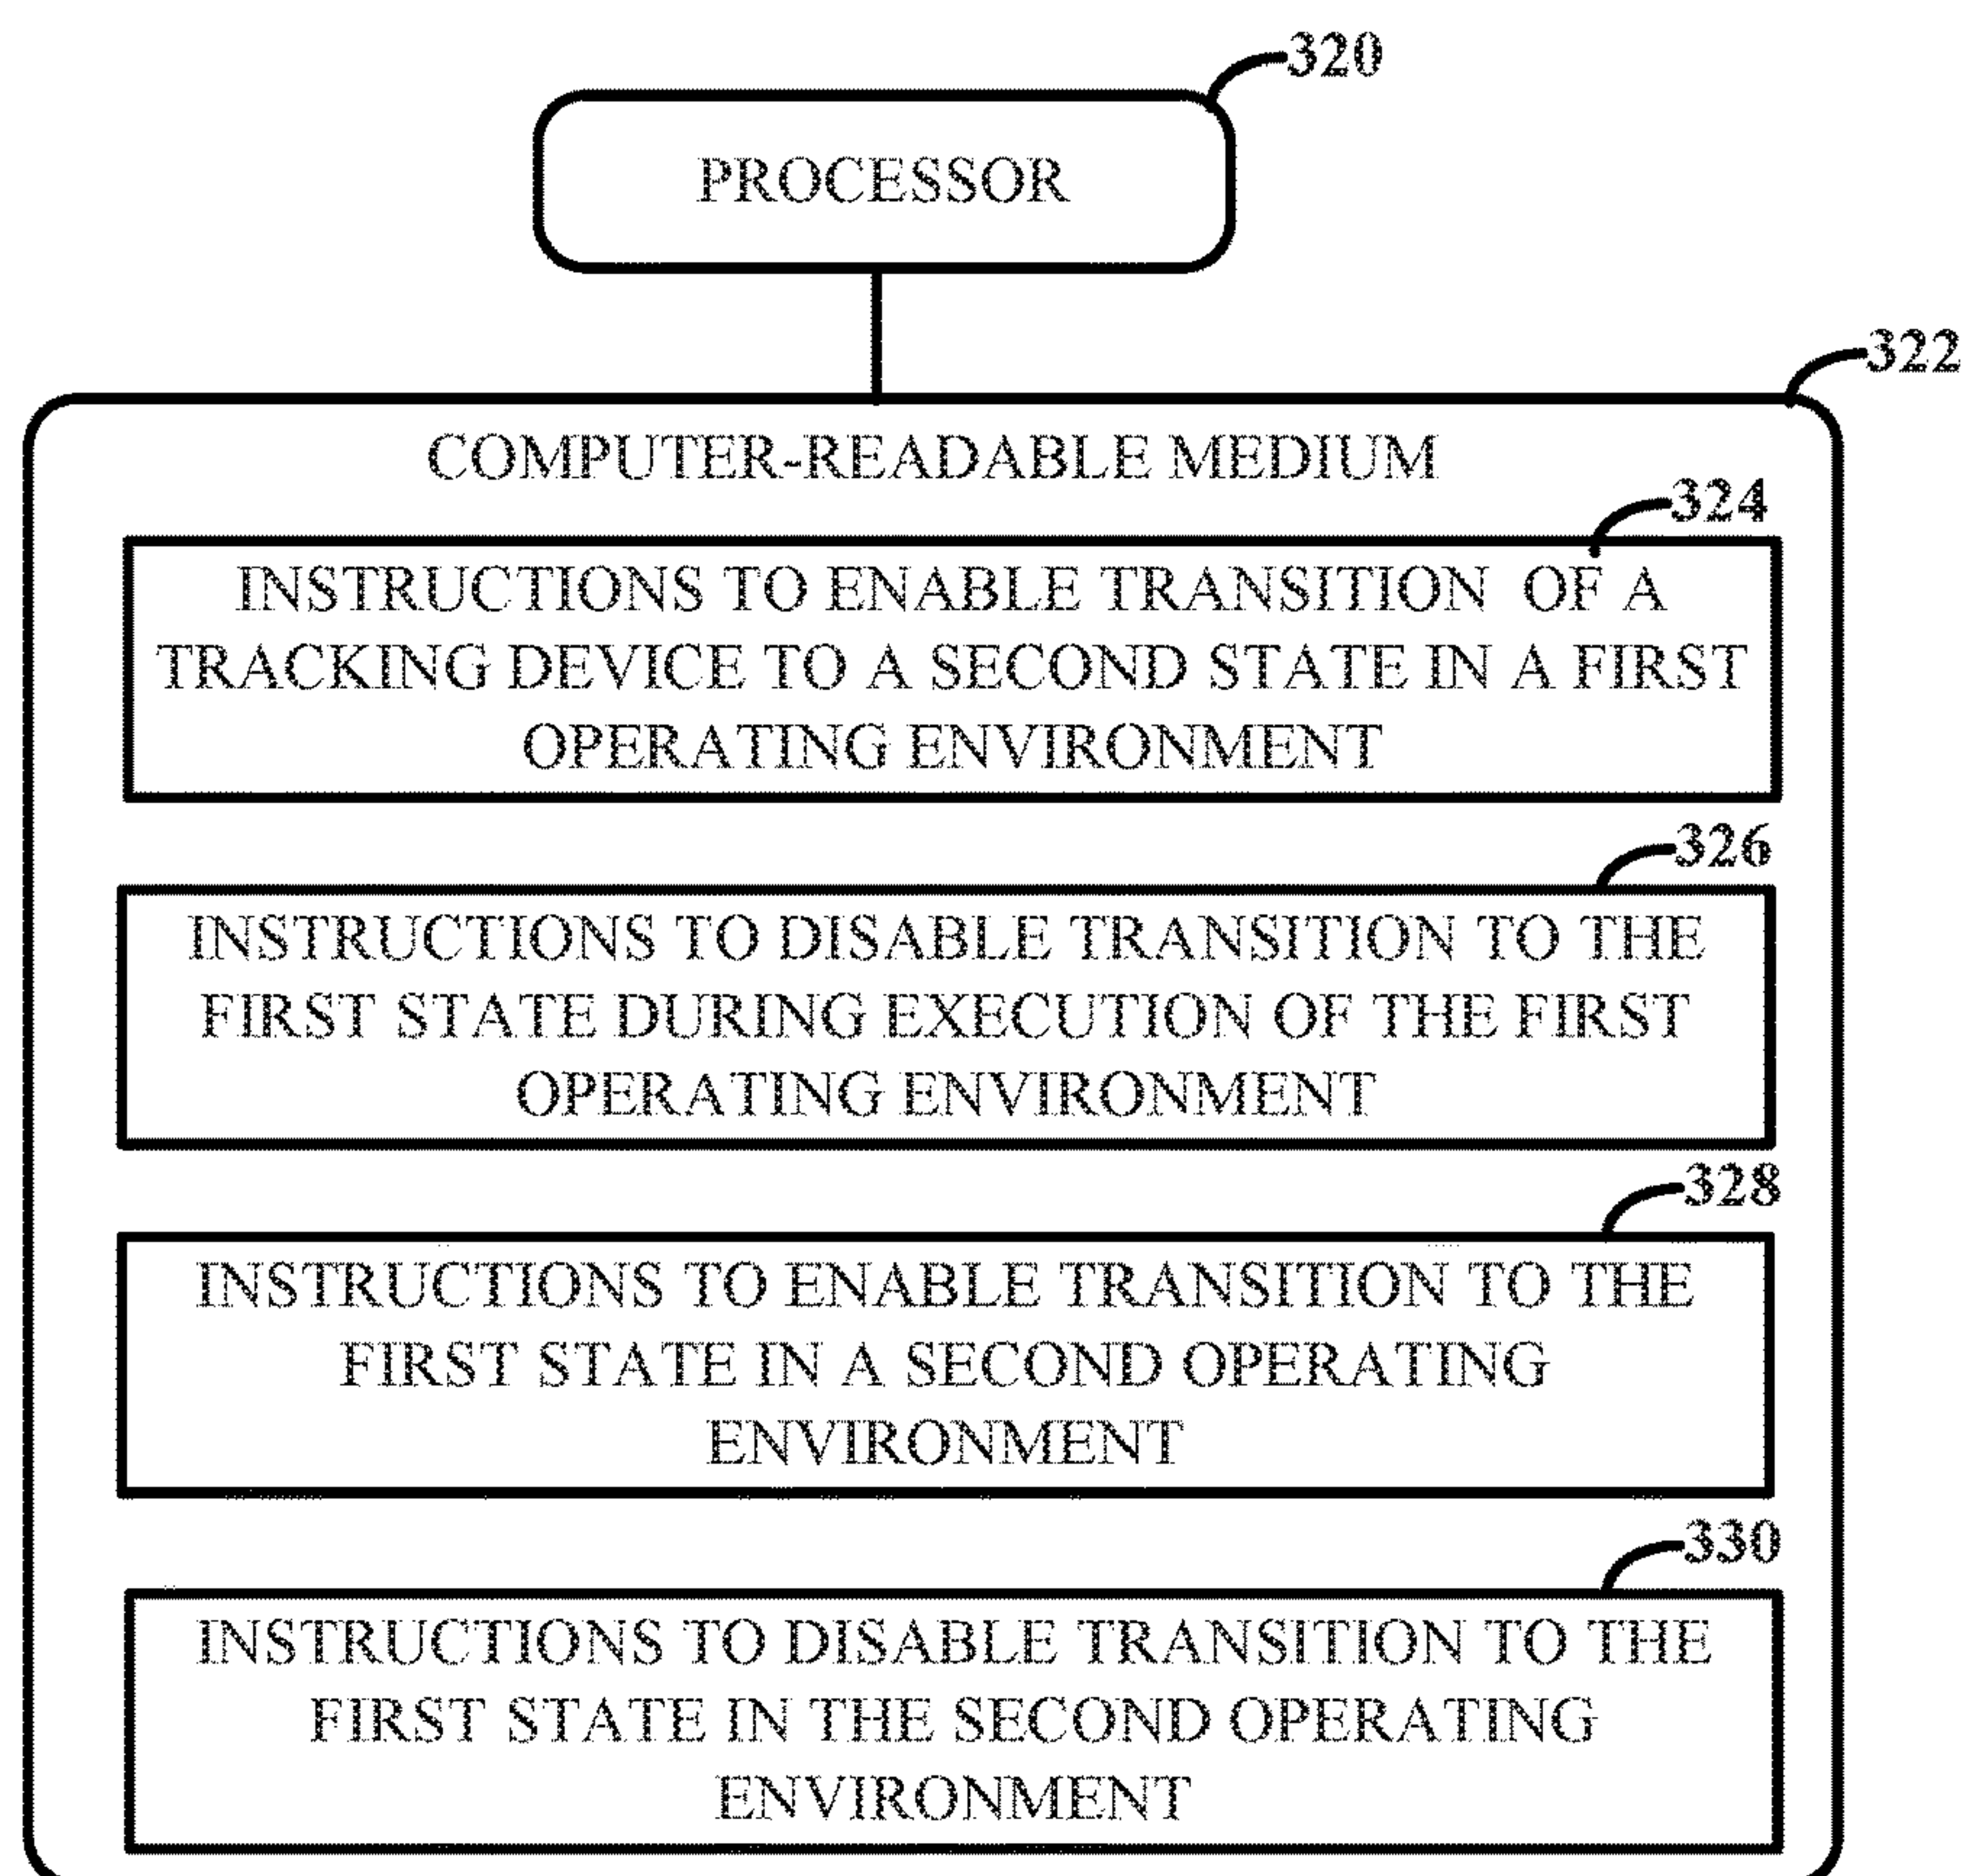 320
PROCESSOR
322
COMPUTER-READABLE MEDIUM
324
INSTRUCTIONS TO ENABLE TRANSITION OF A
TRACKING DEVICE TO A SECOND STATE IN A FIRST
OPERATING ENVIRONMENT
326
INSTRUCTIONS TO DISABLE TRANSITION TO THE
FIRST STATE DURING EXECUTION OF THE FIRST
OPERATING ENVIRONMENT
328
INSTRUCTIONS TO ENABLE TRANSITION TO THE
FIRST STATE IN A SECOND OPERATING
ENVIRONMENT
330
INSTRUCTIONS TO DISABLE TRANSITION TO THE
FIRST STATE IN THE SECOND OPERATING
ENVIRONMENT